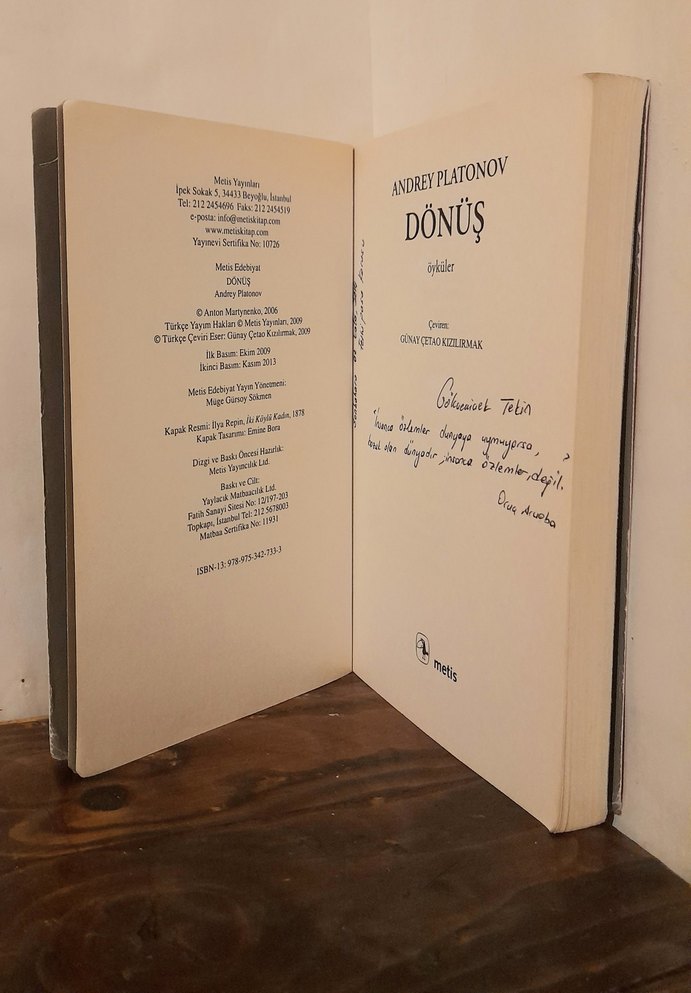 Metis Yayınları
İpek Sokak 5, 34433 Beyoğlu, İstanbul
Tel: 212 2454696 Faks: 212 2454519
e-posta: info@metiskitap.com
www.metiskitap.com
Yayınevi Sertifika No: 10726
Metis Edebiyat
DÖNÜŞ
Andrey Platonov
© Anton Martynenko, 2006
Türkçe Yayım Hakları © Metis Yayınları, 2009
© Türkçe Çeviri Eser: Günay Çetao Kızılırmak, 2009
İlk Basım: Ekim 2009
İkinci Basım: Kasım 2013
Metis Edebiyat Yayın Yönetmeni:
Müge Gürsoy Sökmen
Kapak Resmi: İlya Repin, İki Köylü Kadın, 1878
Kapak Tasarımı: Emine Bora
Dizgi ve Baskı Öncesi Hazırlık:
Metis Yayıncılık Ltd.
Baskı ve Cilt:
Yaylacık Matbaacılık Ltd.
Fatih Sanayi Sitesi No: 12/197-203
Topkapı, İstanbul Tel: 212 5678003
Matbaa Sertifika No: 11931
ISBN-13: 978-975-342-733-3
ANDREY PLATONOV
DÖNÜŞ
öyküler
Çeviren:
GÜNAY ÇETAO KIZILIRMAK
Tekin
"İnsanca özlemler dünyaya uymuyorsa,
olan dünyadır, insanca özlemler değil."
Oruç Aruoba
metis